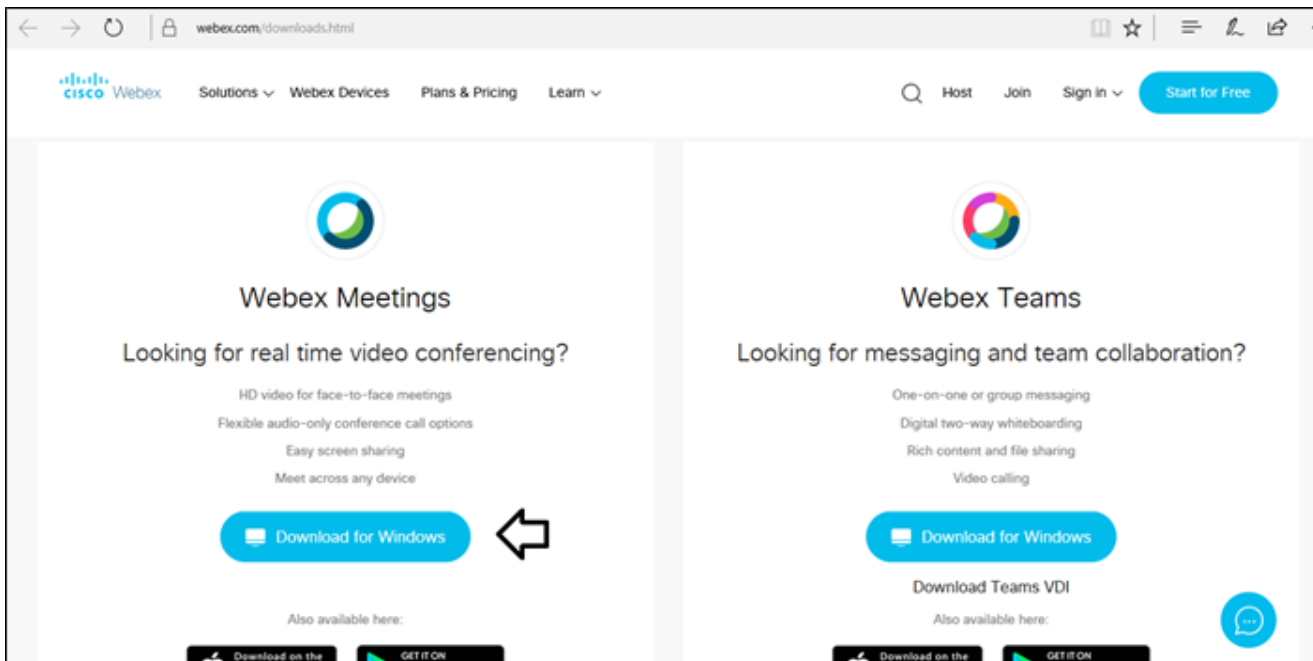 webex.com/downloads.html
CISCO Webex Solutions Webex Devices Plans & Pricing Learn Host Join Sign in Start for Free
Webex Meetings
Looking for real time video conferencing?
HD video for face-to-face meetings
Flexible audio-only conference call options
Easy screen sharing
Meet across any device
Download for Windows
Also available here:
Download on the
GET IT ON
Webex Teams
Looking for messaging and team collaboration?
One-on-one or group messaging
Digital two-way whiteboarding
Rich content and file sharing
Video calling
Download for Windows
Download Teams VDI
Also available here:
Download on the
GET IT ON